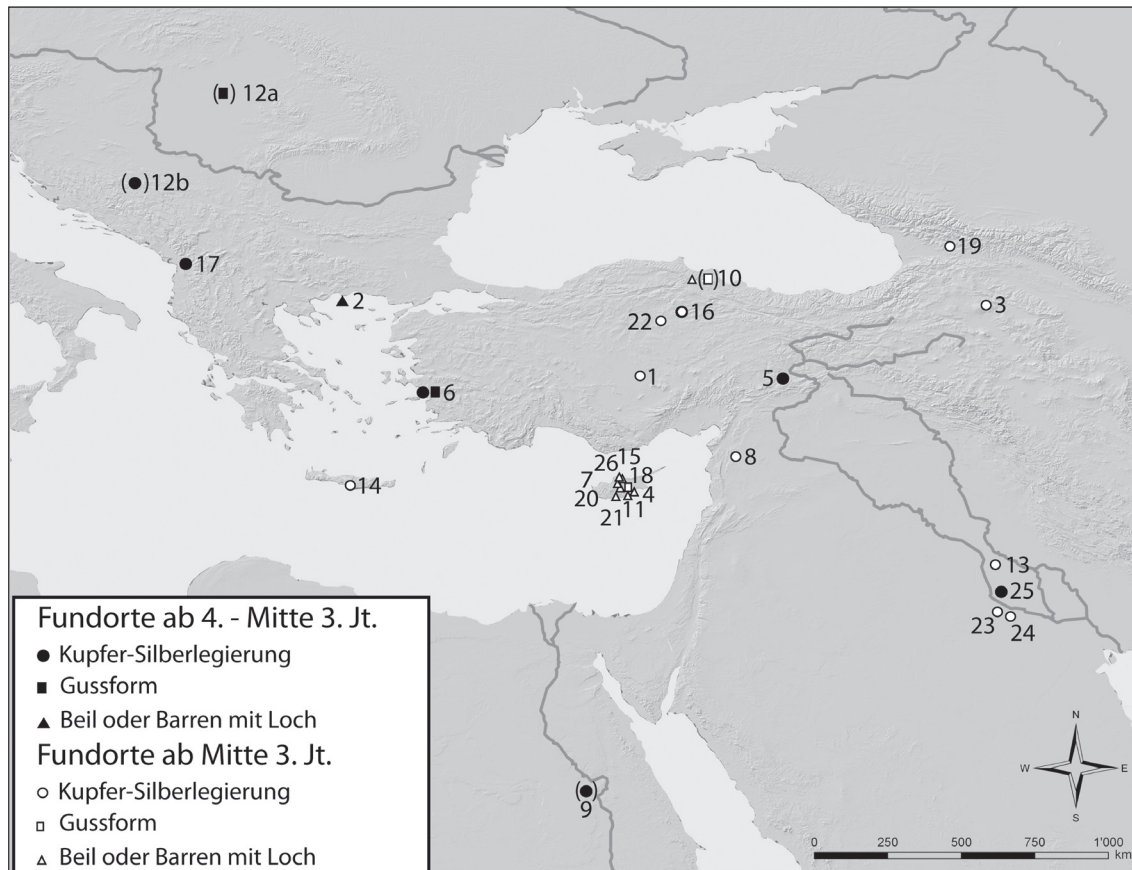 ( ) 12a
( ) 12b
17
2
( ) 10
19
3
16
22
1
5
6
8
14
26 15
7 18
20 4
21 11
13
25
23 24
( )
9
Fundorte ab 4. - Mitte 3. Jt.
Kupfer-Silberlegierung
Gussform
Beil oder Barren mit Loch
Fundorte ab Mitte 3. Jt.
Kupfer-Silberlegierung
Gussform
Beil oder Barren mit Loch
N
W E
S
0 250 500 750 1'000
km